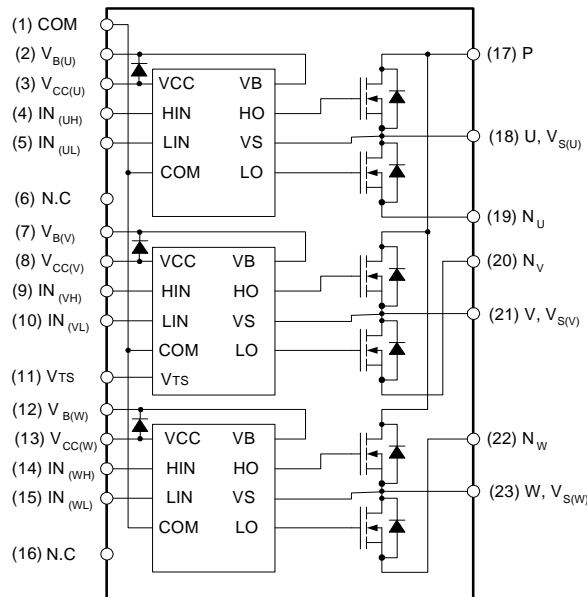 (1) COM
(2) V_B(U)
(3) V_CC(U)
(4) IN_(UH)
(5) IN_(UL)
(6) N.C
(7) V_B(V)
(8) V_CC(V)
(9) IN_(VH)
(10) IN_(VL)
(11) VTS
(12) V_B(W)
(13) V_CC(W)
(14) IN_(WH)
(15) IN_(WL)
(16) N.C
VCC VB
HIN HO
LIN VS
COM LO
VCC VB
HIN HO
LIN VS
COM LO
VTS
VCC VB
HIN HO
LIN VS
COM LO
(17) P
(18) U, V_S(U)
(19) N_U
(20) N_V
(21) V, V_S(V)
(22) N_W
(23) W, V_S(W)